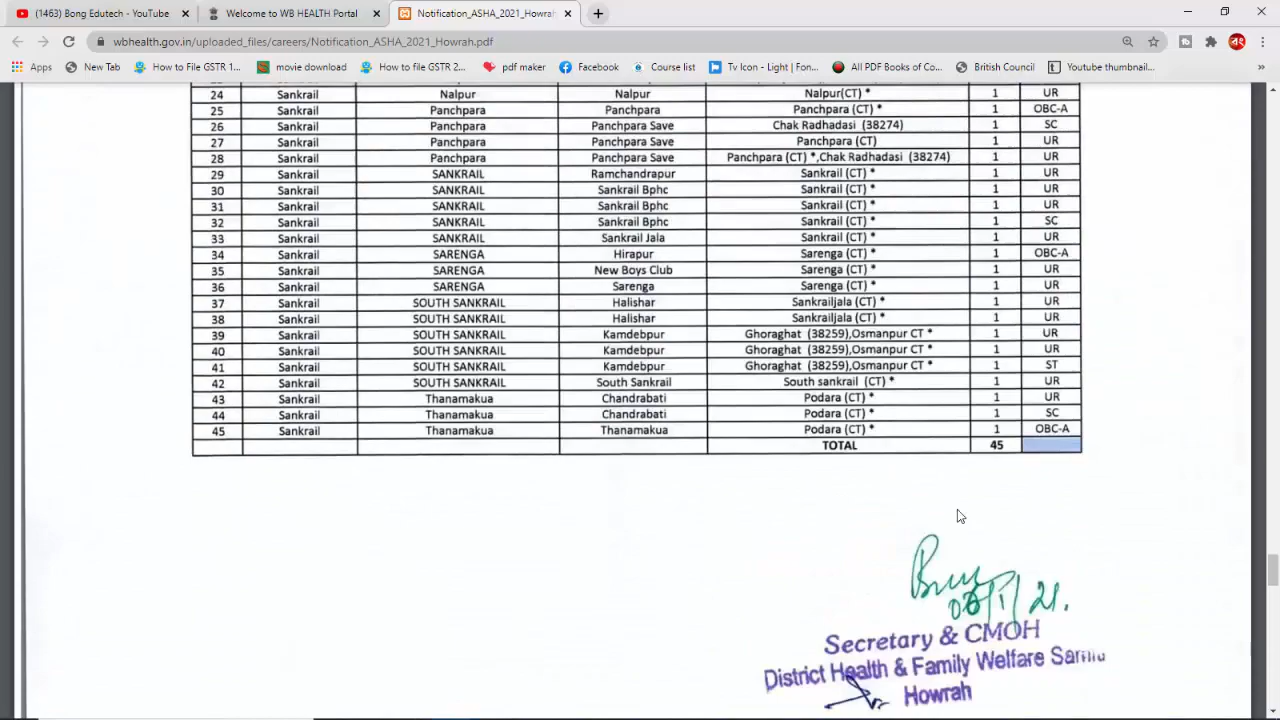 (1463) Bong Edutech - YouTube
Welcome to WB HEALTH Portal
Notification_ASHA_2021_Howrah
wbhealth.gov.in/uploaded_files/careers/Notification_ASHA_2021_Howrah.pdf
Apps New Tab How to File GSTR 1... movie download How to File GSTR 2... pdf maker Facebook Course list Tv Icon - Light | Fon... All PDF Books of Co... British Council Youtube thumbnail...
24 Sankrail Nalpur Nalpur Nalpur(CT) * 1 UR
25 Sankrail Panchpara Panchpara Panchpara (CT) * 1 OBC-A
26 Sankrail Panchpara Panchpara Save Chak Radhadasi (38274) 1 SC
27 Sankrail Panchpara Panchpara Save Panchpara (CT) 1 UR
28 Sankrail Panchpara Panchpara Save Panchpara (CT) *,Chak Radhadasi (38274) 1 UR
29 Sankrail SANKRAIL Ramchandrapur Sankrail (CT) * 1 UR
30 Sankrail SANKRAIL Sankrail Bphc Sankrail (CT) * 1 UR
31 Sankrail SANKRAIL Sankrail Bphc Sankrail (CT) * 1 UR
32 Sankrail SANKRAIL Sankrail Bphc Sankrail (CT) * 1 SC
33 Sankrail SANKRAIL Sankrail Jala Sankrail (CT) * 1 UR
34 Sankrail SARENGA Hirapur Sarenga (CT) * 1 OBC-A
35 Sankrail SARENGA New Boys Club Sarenga (CT) * 1 UR
36 Sankrail SARENGA Sarenga Sarenga (CT) * 1 UR
37 Sankrail SOUTH SANKRAIL Halishar Sankrailjala (CT) * 1 UR
38 Sankrail SOUTH SANKRAIL Halishar Sankrailjala (CT) * 1 UR
39 Sankrail SOUTH SANKRAIL Kamdebpur Ghoraghat (38259),Osmanpur CT * 1 UR
40 Sankrail SOUTH SANKRAIL Kamdebpur Ghoraghat (38259),Osmanpur CT * 1 UR
41 Sankrail SOUTH SANKRAIL Kamdebpur Ghoraghat (38259),Osmanpur CT * 1 ST
42 Sankrail SOUTH SANKRAIL South Sankrail South sankrail (CT) * 1 UR
43 Sankrail Thanamakua Chandrabati Podara (CT) * 1 UR
44 Sankrail Thanamakua Chandrabati Podara (CT) * 1 SC
45 Sankrail Thanamakua Thanamakua Podara (CT) * 1 OBC-A
TOTAL 45
Secretary & CMOH
District Health & Family Welfare
Howrah